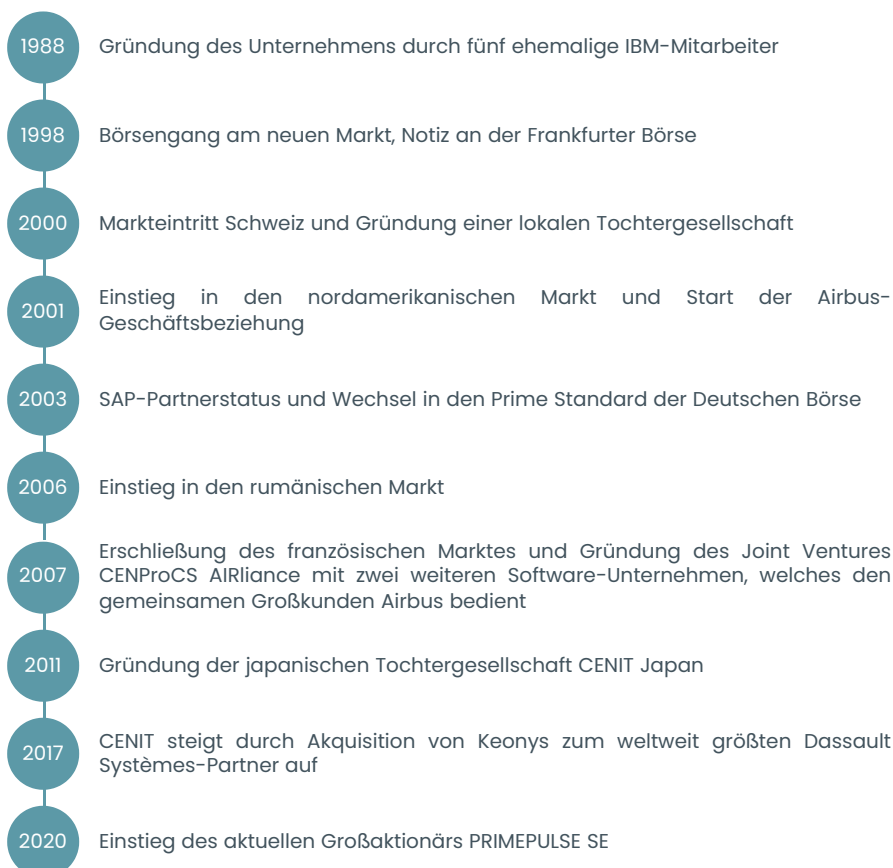 1988 Gründung des Unternehmens durch fünf ehemalige IBM-Mitarbeiter
1998 Börsengang am neuen Markt, Notiz an der Frankfurter Börse
2000 Markteintritt Schweiz und Gründung einer lokalen Tochtergesellschaft
2001 Einstieg in den nordamerikanischen Markt und Start der Airbus-
Geschäftsbeziehung
2003 SAP-Partnerstatus und Wechsel in den Prime Standard der Deutschen Börse
2006 Einstieg in den rumänischen Markt
2007 Erschließung des französischen Marktes und Gründung des Joint Ventures
CENProCS AIRliance mit zwei weiteren Software-Unternehmen, welches den
gemeinsamen Großkunden Airbus bedient
2011 Gründung der japanischen Tochtergesellschaft CENIT Japan
2017 CENIT steigt durch Akquisition von Keonys zum weltweit größten Dassault
Systèmes-Partner auf
2020 Einstieg des aktuellen Großaktionärs PRIMEPULSE SE